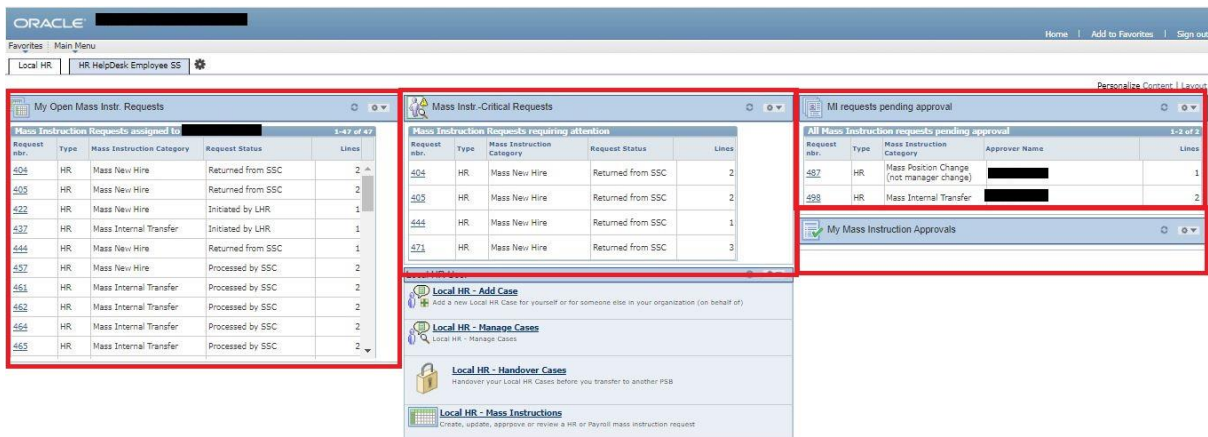 ORACLE
Home | Add to Favorites | Sign out
Favorites | Main Menu
Local HR HR HelpDesk Employee SS
Personalize Content | Layout
My Open Mass Instr. Requests
Mass Instruction Requests assigned to 1-47 of 47
Request nbr. Type Mass Instruction Category Request Status Lines
404 HR Mass New Hire Returned from SSC 2
405 HR Mass New Hire Returned from SSC 2
422 HR Mass New Hire Initiated by LHR 1
437 HR Mass Internal Transfer Initiated by LHR 1
444 HR Mass New Hire Returned from SSC 1
457 HR Mass New Hire Processed by SSC 2
461 HR Mass Internal Transfer Processed by SSC 2
462 HR Mass Internal Transfer Processed by SSC 2
464 HR Mass Internal Transfer Processed by SSC 2
465 HR Mass Internal Transfer Processed by SSC 2
Mass Instr.-Critical Requests
Mass Instruction Requests requiring attention
Request nbr. Type Mass Instruction Category Request Status Lines
404 HR Mass New Hire Returned from SSC 2
405 HR Mass New Hire Returned from SSC 2
444 HR Mass New Hire Returned from SSC 1
471 HR Mass New Hire Returned from SSC 3
Local HR User
Local HR - Add Case
Add a new Local HR Case for yourself or for someone else in your organization (on behalf of)
Local HR - Manage Cases
Local HR - Manage Cases
Local HR - Handover Cases
Handover your Local HR Cases before you transfer to another PSB
Local HR - Mass Instructions
Create, update, apprpove or review a HR or Payroll mass instruction request
MI requests pending approval
All Mass Instruction requests pending approval 1-2 of 2
Request nbr. Type Mass Instruction Category Approver Name Lines
487 HR Mass Position Change (not manager change) 1
498 HR Mass Internal Transfer 2
My Mass Instruction Approvals